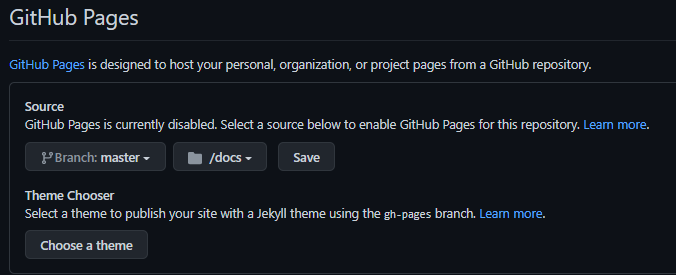 GitHub Pages
GitHub Pages is designed to host your personal, organization, or project pages from a GitHub repository.
Source
GitHub Pages is currently disabled. Select a source below to enable GitHub Pages for this repository. Learn more.
Branch: master /docs Save
Theme Chooser
Select a theme to publish your site with a Jekyll theme using the gh-pages branch. Learn more.
Choose a theme